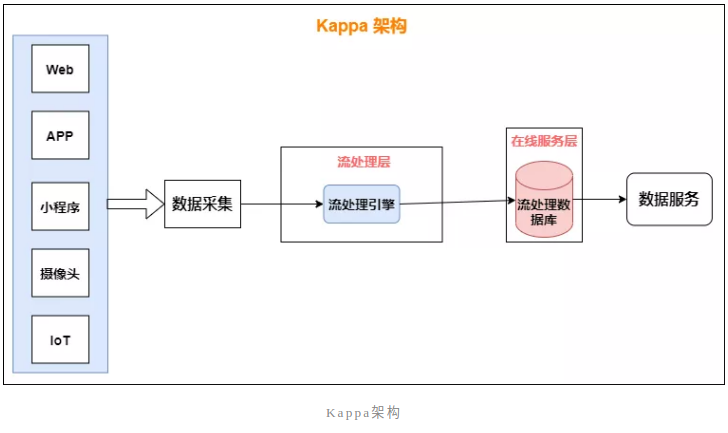 Kappa 架构
Web
APP
小程序
摄像头
IoT
数据采集
流处理层
流处理引擎
在线服务层
流处理数
据库
数据服务
Kappa架构